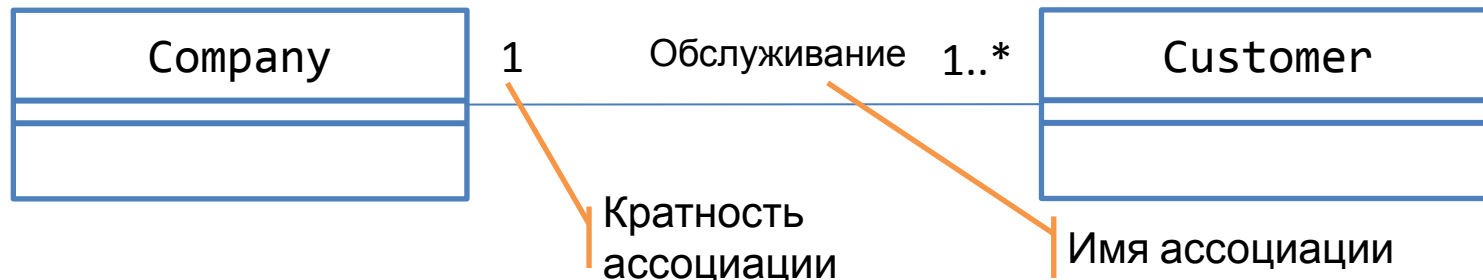 Company
1
Обслуживание
1..*
Customer
Кратность
ассоциации
Имя ассоциации